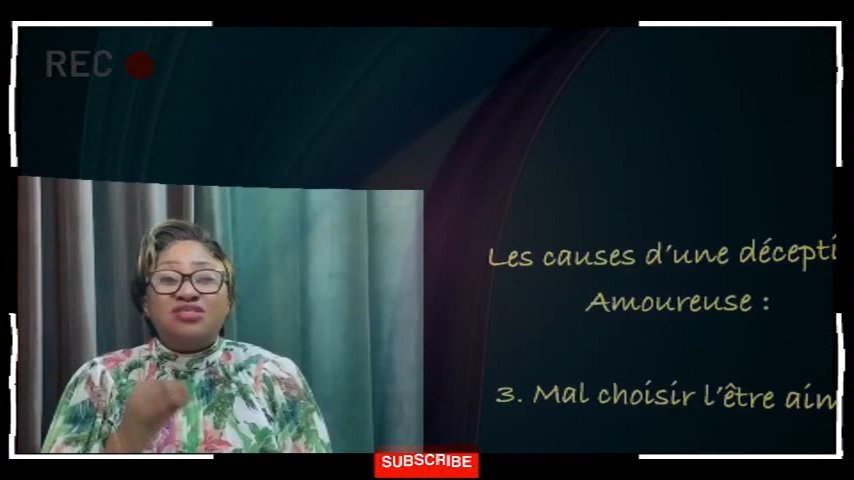 REC
Les causes d'une décepti
Amoureuse :
3. Mal choisir l'être aim
SUBSCRIBE